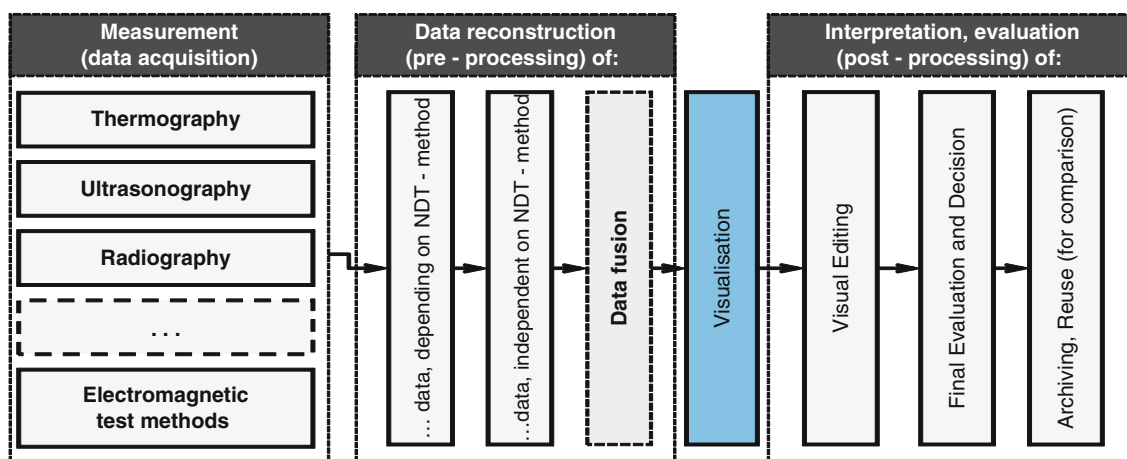 Measurement
(data acquisition)
Thermography
Ultrasonography
Radiography
. . .
Electromagnetic
test methods
Data reconstruction
(pre - processing) of:
... data, depending on NDT - method
...data, independent on NDT - method
Data fusion
Visualisation
Interpretation, evaluation
(post - processing) of:
Visual Editing
Final Evaluation and Decision
Archiving, Reuse (for comparison)